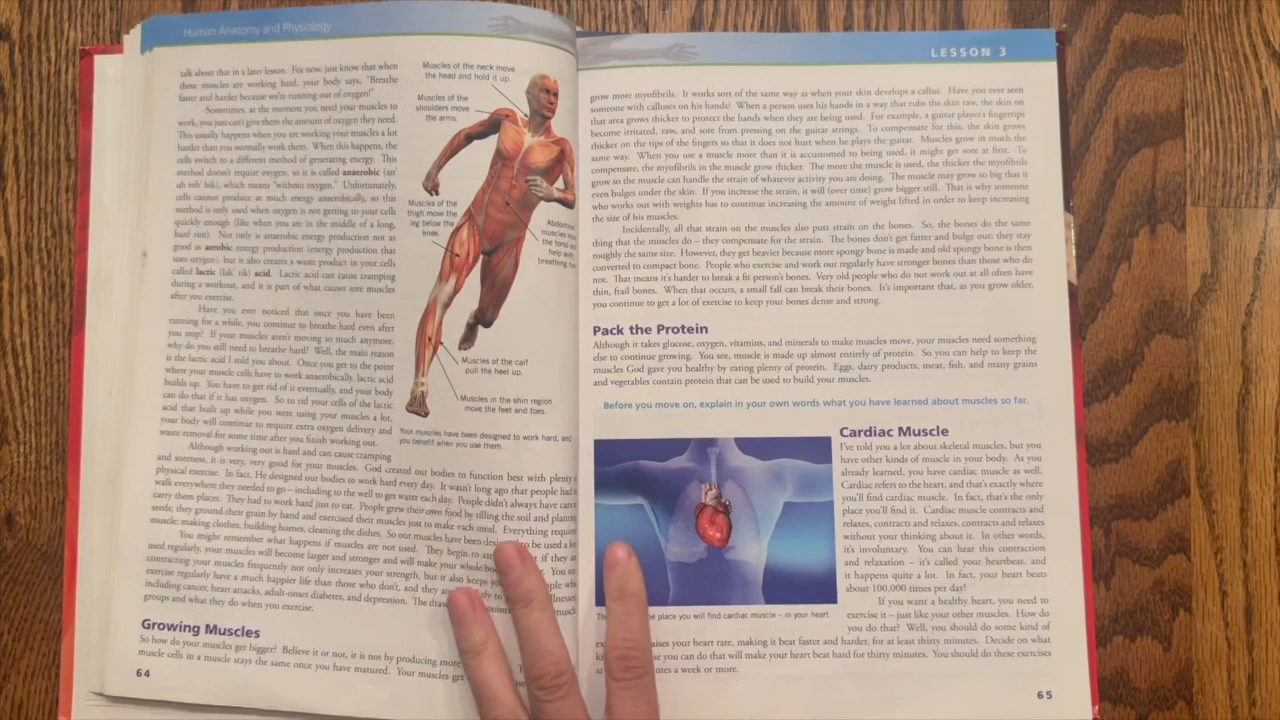 Human Anatomy and Physiology
talk about that in a later lesson. For now, just know that when
those muscles are working hard, your body says, "Breathe
faster and harder because we're running out of oxygen!"
Sometimes, at the moment you need your muscles to
work, you just can't give them the amount of oxygen they need.
This usually happens when you are working your muscles a lot
harder than you normally work them. When this happens, the
cells switch to a different method of generating energy. This
method doesn't require oxygen, so it is called anaerobic (an'
uh roh' bik), which means "without oxygen." Unfortunately,
cells cannot produce as much energy anaerobically, so this
method is only used when oxygen is not getting to your cells
quickly enough (like when you are in the middle of a long,
hard run). Not only is anaerobic energy production not as
good as aerobic energy production (energy production that
uses oxygen), but is also creates a waste product in your cells
called lactic (lak' tik) acid. Lactic acid can cause cramping
during a workout, and it is part of what causes sore muscles
after you exercise.
Have you ever noticed that once you have been
running for a while, you continue to breathe hard even after
you stop? If your muscles aren't moving so much anymore,
why do you still need to breathe hard? Well, the main reason
is the lactic acid I told you about. Once you get to the point
where your muscle cells have to work anaerobically, lactic acid
builds up. You have to get rid of it eventually, and your body
can do that if it has oxygen. So to rid your cells of the lactic
acid that built up while you were using your muscles a lot,
your body will continue to require extra oxygen delivery and
waste removal for some time after you finish working out.
Although working out is hard and can cause cramping
and soreness, it is very, very good for your muscles. God created our bodies to function best with plenty
physical exercise. In fact, He designed our bodies to work hard every day. It wasn't long ago that people had
walk everywhere they needed to go – including to the well to get water each day. People didn't always have
carry them places. They had to work hard just to eat. People grew their own food by tilling the soil and
seeds; they ground their grain by hand and exercised their muscles just to make each meal. Everything
muscle: making clothes, building homes, cleaning the dishes. So our muscles have been to be used a
You might remember what happens if muscles are not used. They begin to if they
used regularly, your muscles will become larger and stronger and will make your whole You
contracting your muscles frequently not only increases your strength, but it also keeps
exercise regularly have a much happier life than those who don't, and they are
including cancer, heart attacks, adult-onset diabetes, and depression. The
groups and what they do when you exercise.
Growing Muscles
So how do your muscles get bigger? Believe it or not, it is not by producing more
muscle cells in a muscle stays the same once you have matured. Your muscles get
64
Muscles of the neck move
the head and hold it up.
Muscles of the
shoulders move
the arms.
Muscles of the
thigh move the
leg below the
knee.
Abdominal
muscles
the torso
help with
breathing
Muscles of the calf
pull the heel up.
Muscles in the shin region
move the feet and toes.
Your muscles have been designed to work hard, and
you benefit when you use them.
LESSON 3
grow more myofibrils. It works sort of the same way as when your skin develops a callus. Have you ever seen
someone with calluses on his hands? When a person uses his hands in a way that rubs the skin raw, the skin on
that area grows thicker to protect the hands when they are being used. For example, a guitar player's fingertips
become irritated, raw, and sore from pressing on the guitar strings. To compensate for this, the skin grows
thicker on the tips of the fingers so that it does not hurt when he plays the guitar. Muscles grow in much the
same way. When you use a muscle more than it is accustomed to being used, it might get sore at first. To
compensate, the myofibrils in the muscle grow thicker. The more the muscle is used, the thicker the myofibrils
grow so the muscle can handle the strain of whatever activity you are doing. The muscle may grow so big that it
even bulges under the skin. If you increase the strain, it will (over time) grow bigger still. That is why someone
who works out with weights has to continue increasing the amount of weight lifted in order to keep increasing
the size of his muscles.
Incidentally, all that strain on the muscles also puts strain on the bones. So, the bones do the same
thing that the muscles do – they compensate for the strain. The bones don't get fatter and bulge out; they stay
roughly the same size. However, they get heavier because more spongy bone is made and old spongy bone is then
converted to compact bone. People who exercise and work out regularly have stronger bones than those who do
not. That means it's harder to break a fit person's bones. Very old people who do not work out at all often have
thin, frail bones. When that occurs, a small fall can break their bones. It's important that, as you grow older,
you continue to get a lot of exercise to keep your bones dense and strong.
Pack the Protein
Although it takes glucose, oxygen, vitamins, and minerals to make muscles move, your muscles need something
else to continue growing. You see, muscle is made up almost entirely of protein. So you can help to keep the
muscles God gave you healthy by eating plenty of protein. Eggs, dairy products, meat, fish, and many grains
and vegetables contain protein that can be used to build your muscles.
Before you move on, explain in your own words what you have learned about muscles so far.
Cardiac Muscle
I've told you a lot about skeletal muscles, but you
have other kinds of muscle in your body. As you
already learned, you have cardiac muscle as well.
Cardiac refers to the heart, and that's exactly where
you'll find cardiac muscle. In fact, that's the only
place you'll find it. Cardiac muscle contracts and
relaxes, contracts and relaxes, contracts and relaxes
without your thinking about it. In other words,
it's involuntary. You can hear this contraction
and relaxation – it's called your heartbeat, and
it happens quite a lot. In fact, your heart beats
about 100,000 times per day!
If you want a healthy heart, you need to
exercise it – just like your other muscles. How do
you do that? Well, you should do some kind of
raises your heart rate, making it beat faster and harder, for at least thirty minutes. Decide on what
you can do that will make your heart beat hard for thirty minutes. You should do these exercises
times a week or more.
place you will find cardiac muscle – in your heart.
65